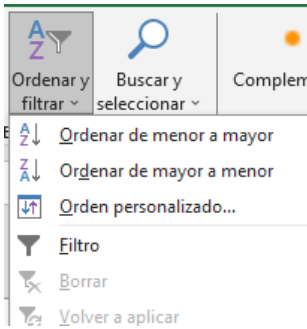 Ordenar y
filtrar
Buscar y
seleccionar
Complem
Ordenar de menor a mayor
Ordenar de mayor a menor
Orden personalizado...
Filtro
Borrar
Volver a aplicar